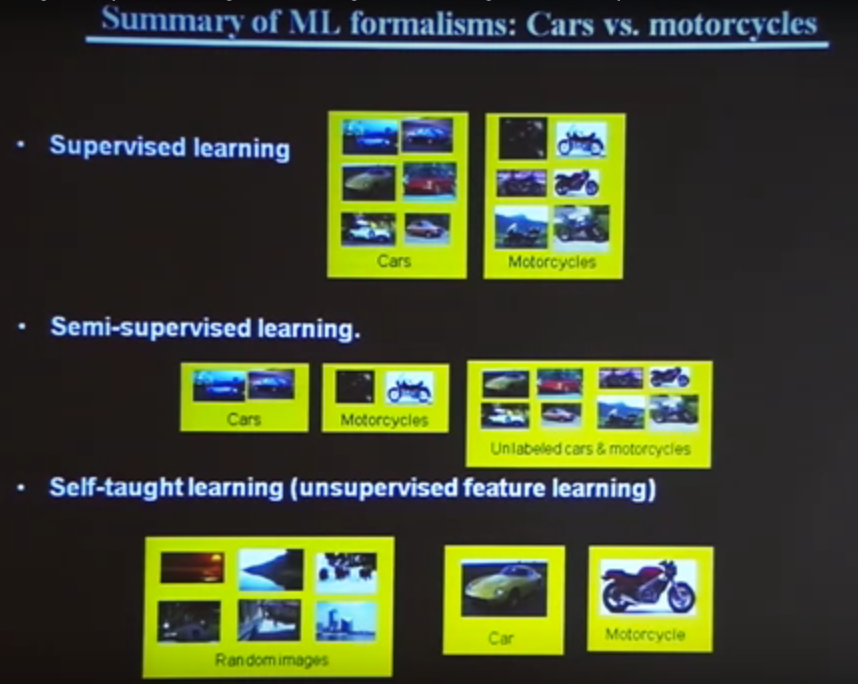 Summary of ML formalisms: Cars vs. motorcycles
• Supervised learning
Cars
Motorcycles
• Semi-supervised learning.
Cars
Motorcycles
Unlabeled cars & motorcycles
• Self-taught learning (unsupervised feature learning)
Random images
Car
Motorcycle